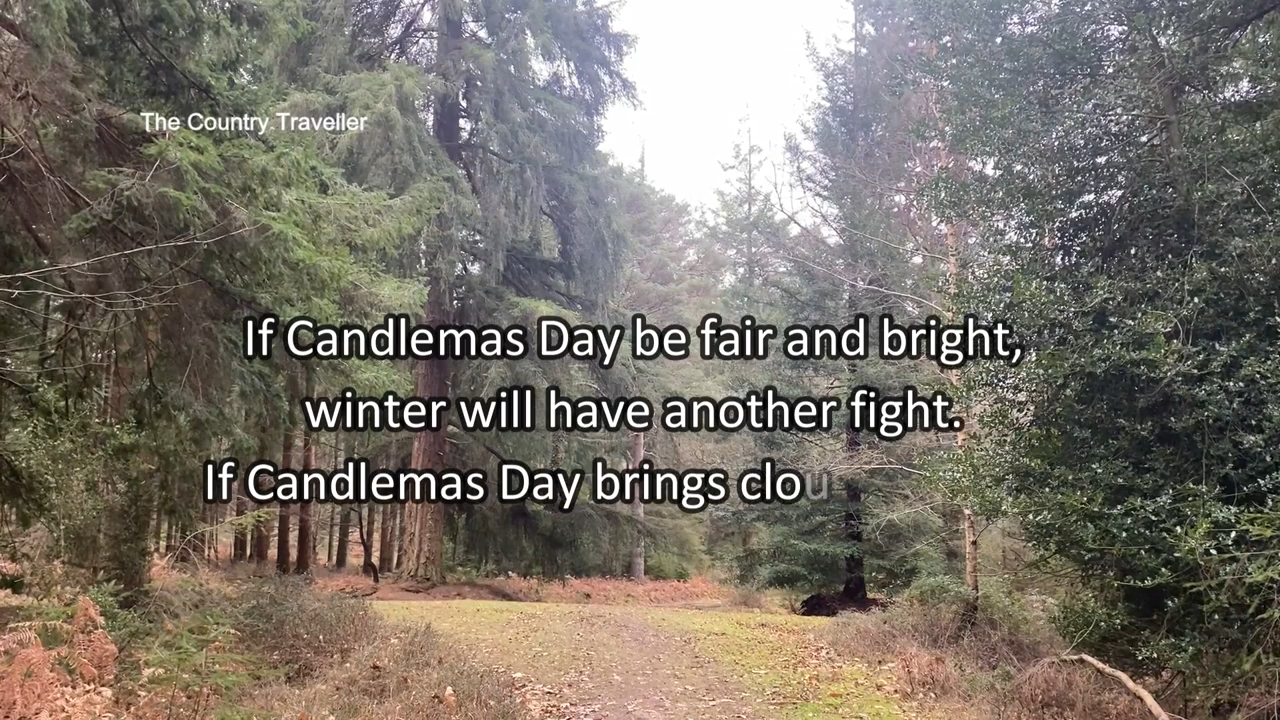 The Country Traveller
If Candlemas Day be fair and bright,
winter will have another fight.
If Candlemas Day brings clou